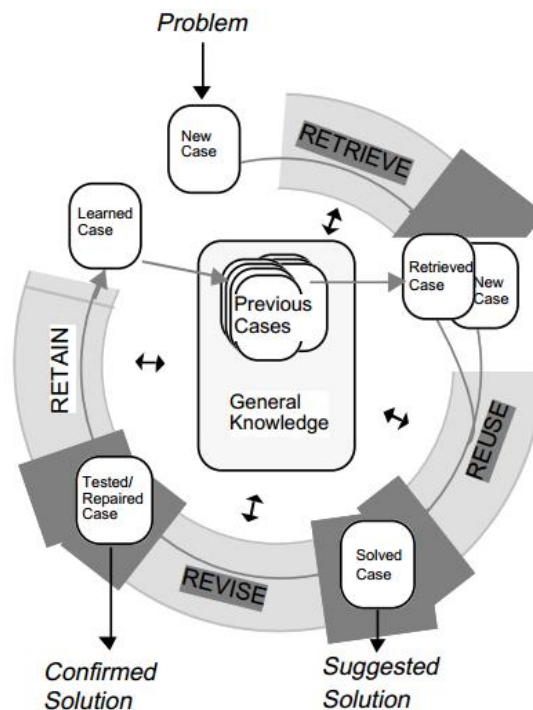 Problem
New
Case
RETRIEVE
Learned
Case
Retrieved
Case
New
Case
Previous
Cases
General
Knowledge
RETAIN
REUSE
Tested/
Repaired
Case
Solved
Case
REVISE
Confirmed
Solution
Suggested
Solution